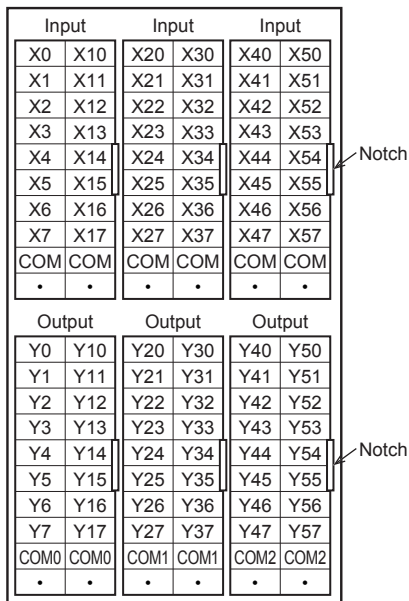 Input Input Input
X0 X10 X20 X30 X40 X50
X1 X11 X21 X31 X41 X51
X2 X12 X22 X32 X42 X52
X3 X13 X23 X33 X43 X53
X4 X14 X24 X34 X44 X54 Notch
X5 X15 X25 X35 X45 X55
X6 X16 X26 X36 X46 X56
X7 X17 X27 X37 X47 X57
COM COM COM COM COM COM
• • • • • •
Output Output Output
Y0 Y10 Y20 Y30 Y40 Y50
Y1 Y11 Y21 Y31 Y41 Y51
Y2 Y12 Y22 Y32 Y42 Y52
Y3 Y13 Y23 Y33 Y43 Y53
Y4 Y14 Y24 Y34 Y44 Y54 Notch
Y5 Y15 Y25 Y35 Y45 Y55
Y6 Y16 Y26 Y36 Y46 Y56
Y7 Y17 Y27 Y37 Y47 Y57
COM0 COM0 COM1 COM1 COM2 COM2
• • • • • •